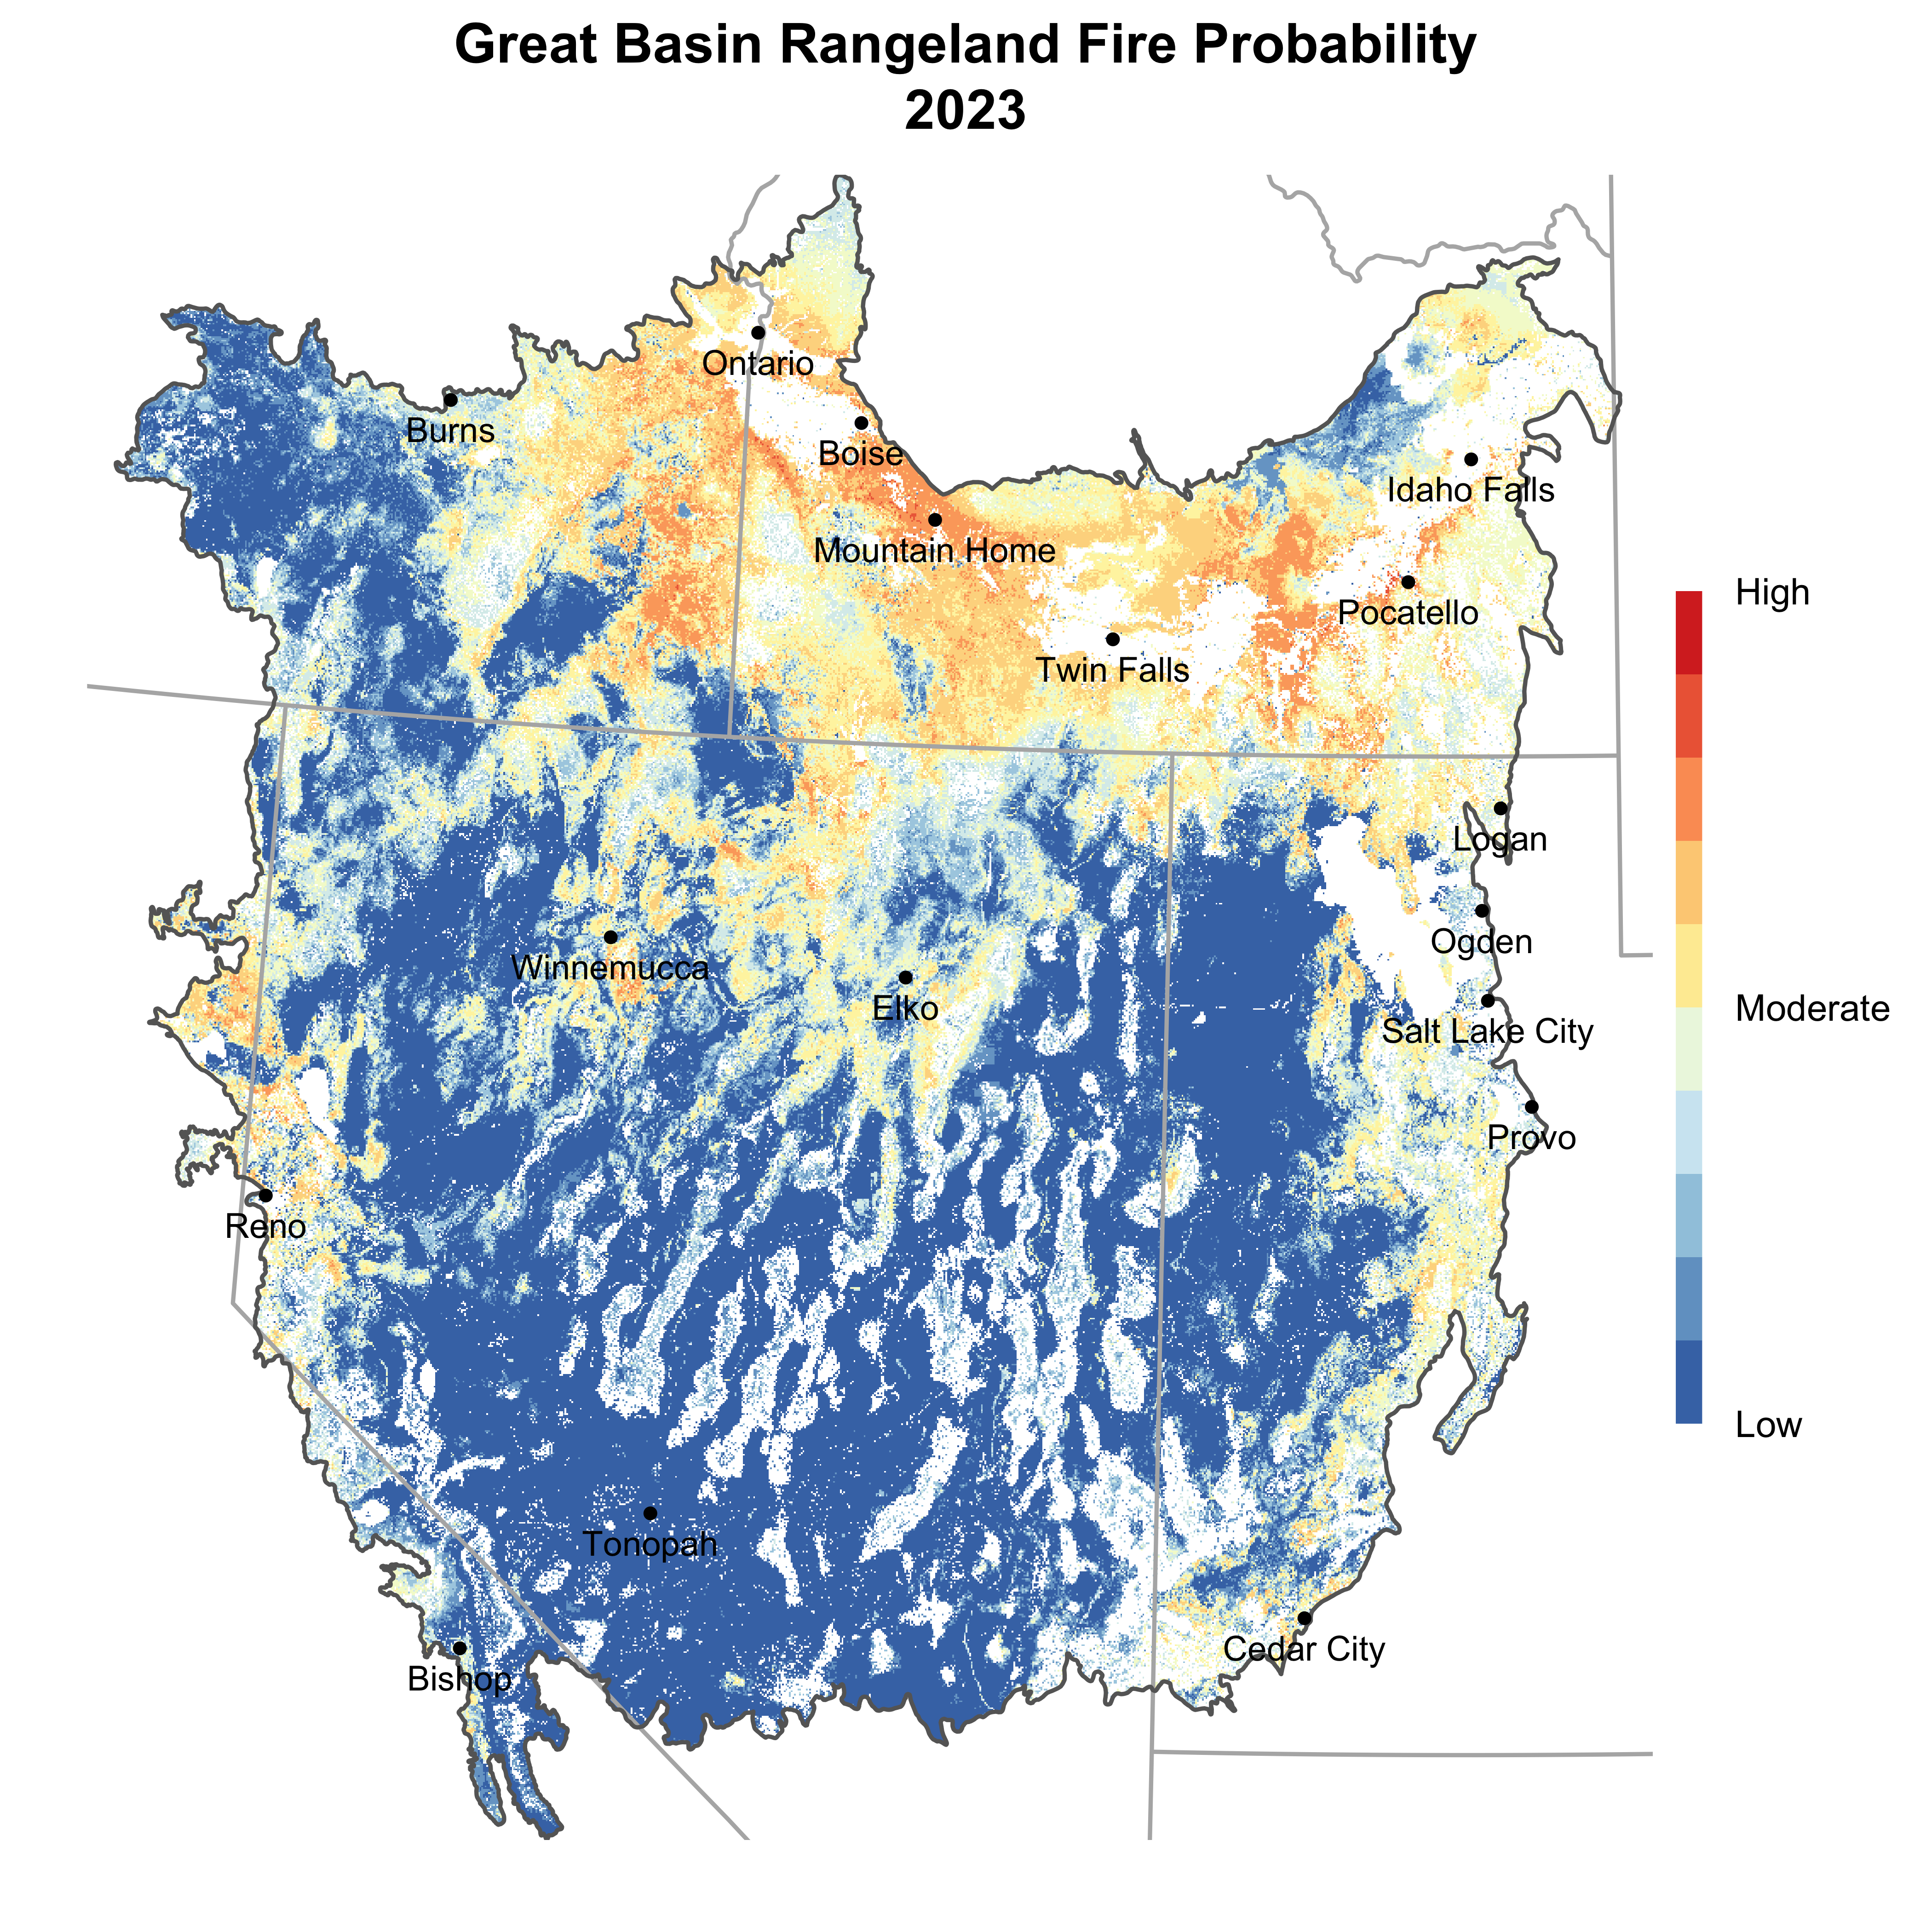 Great Basin Rangeland Fire Probability
2023
Ontario
Burns
Boise
Idaho Falls
Mountain Home
High
Pocatello
Twin Falls
Logan
Ogden
Winnemucca
Elko
Moderate
Salt Lake City
Provo
Reno
Low
Tonopah
Cedar City
Bishop